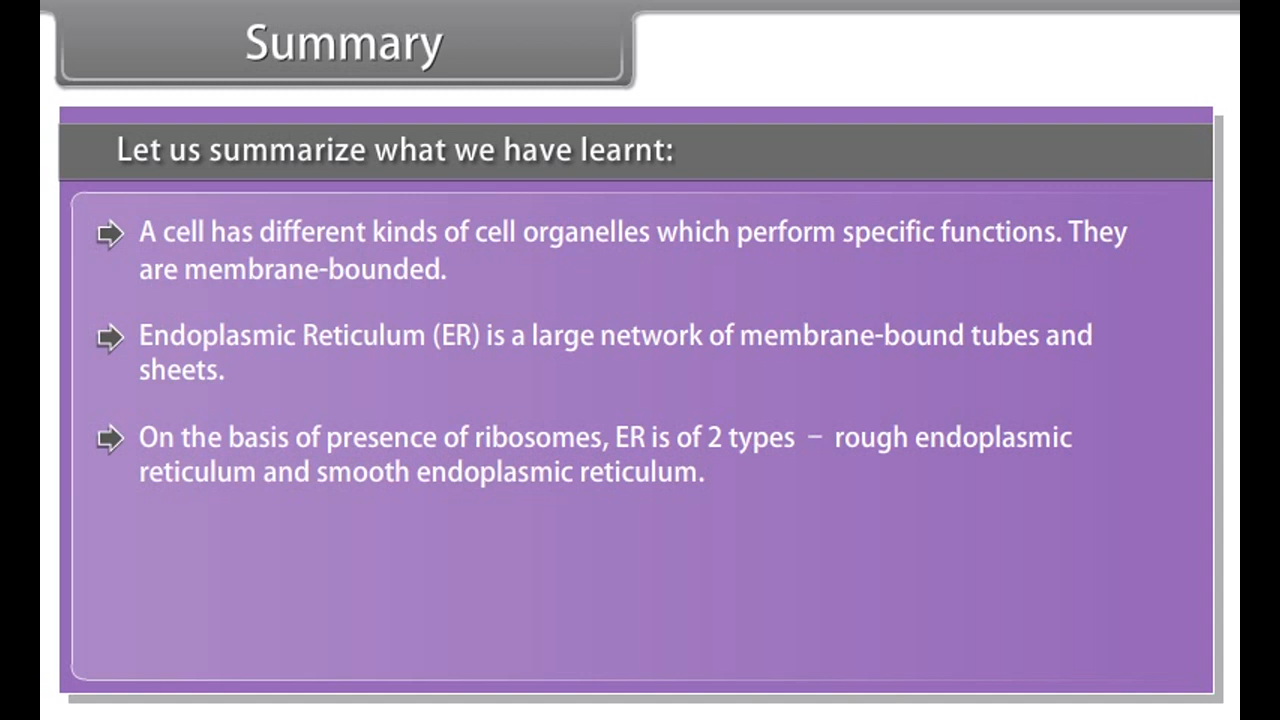 Summary
Let us summarize what we have learnt:
A cell has different kinds of cell organelles which perform specific functions. They
are membrane-bounded.
Endoplasmic Reticulum (ER) is a large network of membrane-bound tubes and
sheets.
On the basis of presence of ribosomes, ER is of 2 types – rough endoplasmic
reticulum and smooth endoplasmic reticulum.